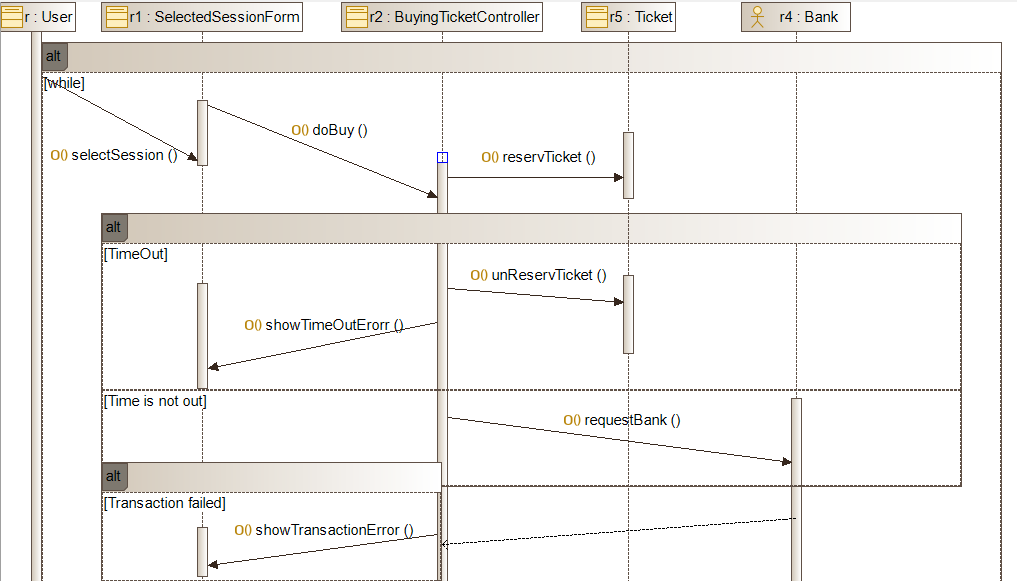 r : User
r1 : SelectedSessionForm
r2 : BuyingTicketController
r5 : Ticket
r4 : Bank
alt
[while]
O() doBuy ()
O() selectSession ()
O() reservTicket ()
alt
[TimeOut]
O() unReservTicket ()
O() showTimeOutErorr ()
[Time is not out]
O() requestBank ()
alt
[Transaction failed]
O() showTransactionError ()